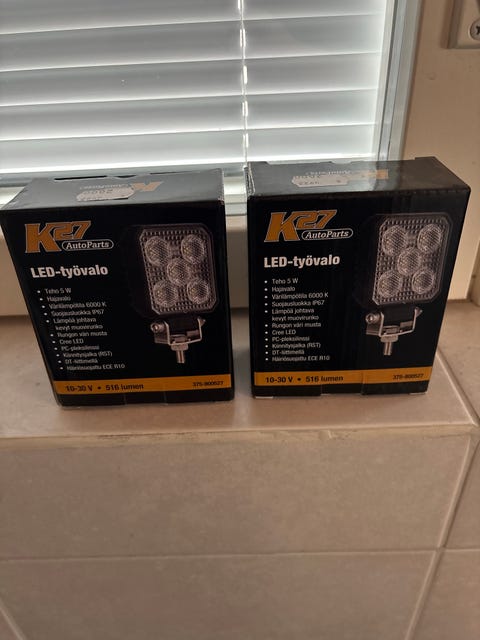 K27
AutoParts
LED-työvalo
• Teho 5 W
• Hajavalo
• Värilämpötila 6000 K
• Suojausluokka IP67
• Lämpöä johtava
kevyt muovirunko
• Rungon väri musta
• Cree LED
• PC-pleksilinssi
• Kiinnitysjalka (RST)
• DT-liittimellä
• Häiriösuojattu ECE R10
10-30 V • 516 lumen
375-800527
K27
AutoParts
LED-työvalo
• Teho 5 W
• Hajavalo
• Värilämpötila 6000 K
• Suojausluokka IP67
• Lämpöä johtava
kevyt muovirunko
• Rungon väri musta
• Cree LED
• PC-pleksilinssi
• Kiinnitysjalka (RST)
• DT-liittimellä
• Häiriösuojattu ECE R10
10-30 V • 516 lumen
375-800527